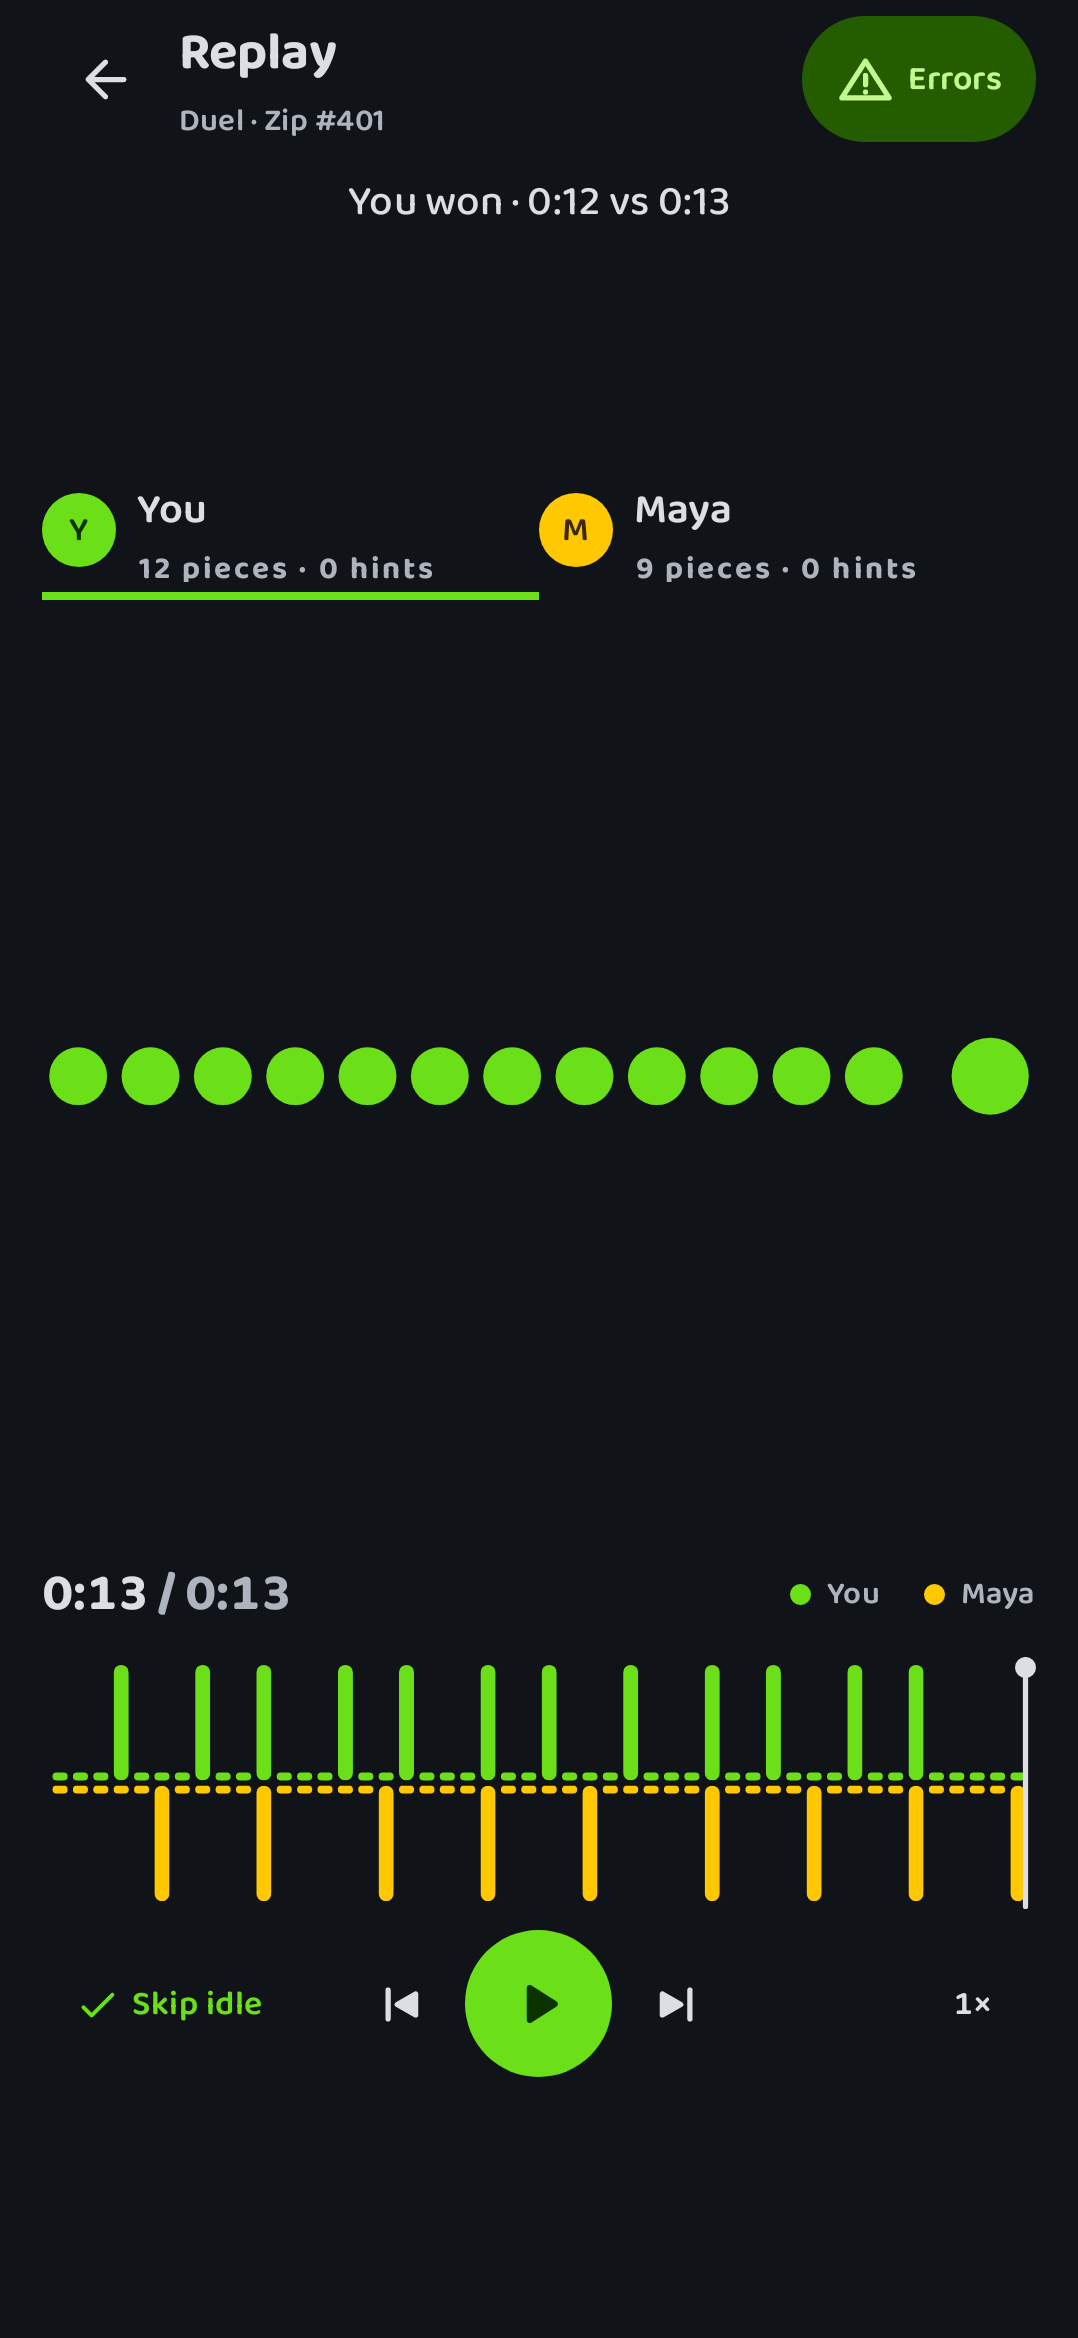 Replay
Duel · Zip #401
Errors
You won · 0:12 vs 0:13
Y
You
12 pieces · 0 hints
M
Maya
9 pieces · 0 hints
0:13 / 0:13
You
Maya
Skip idle
1×